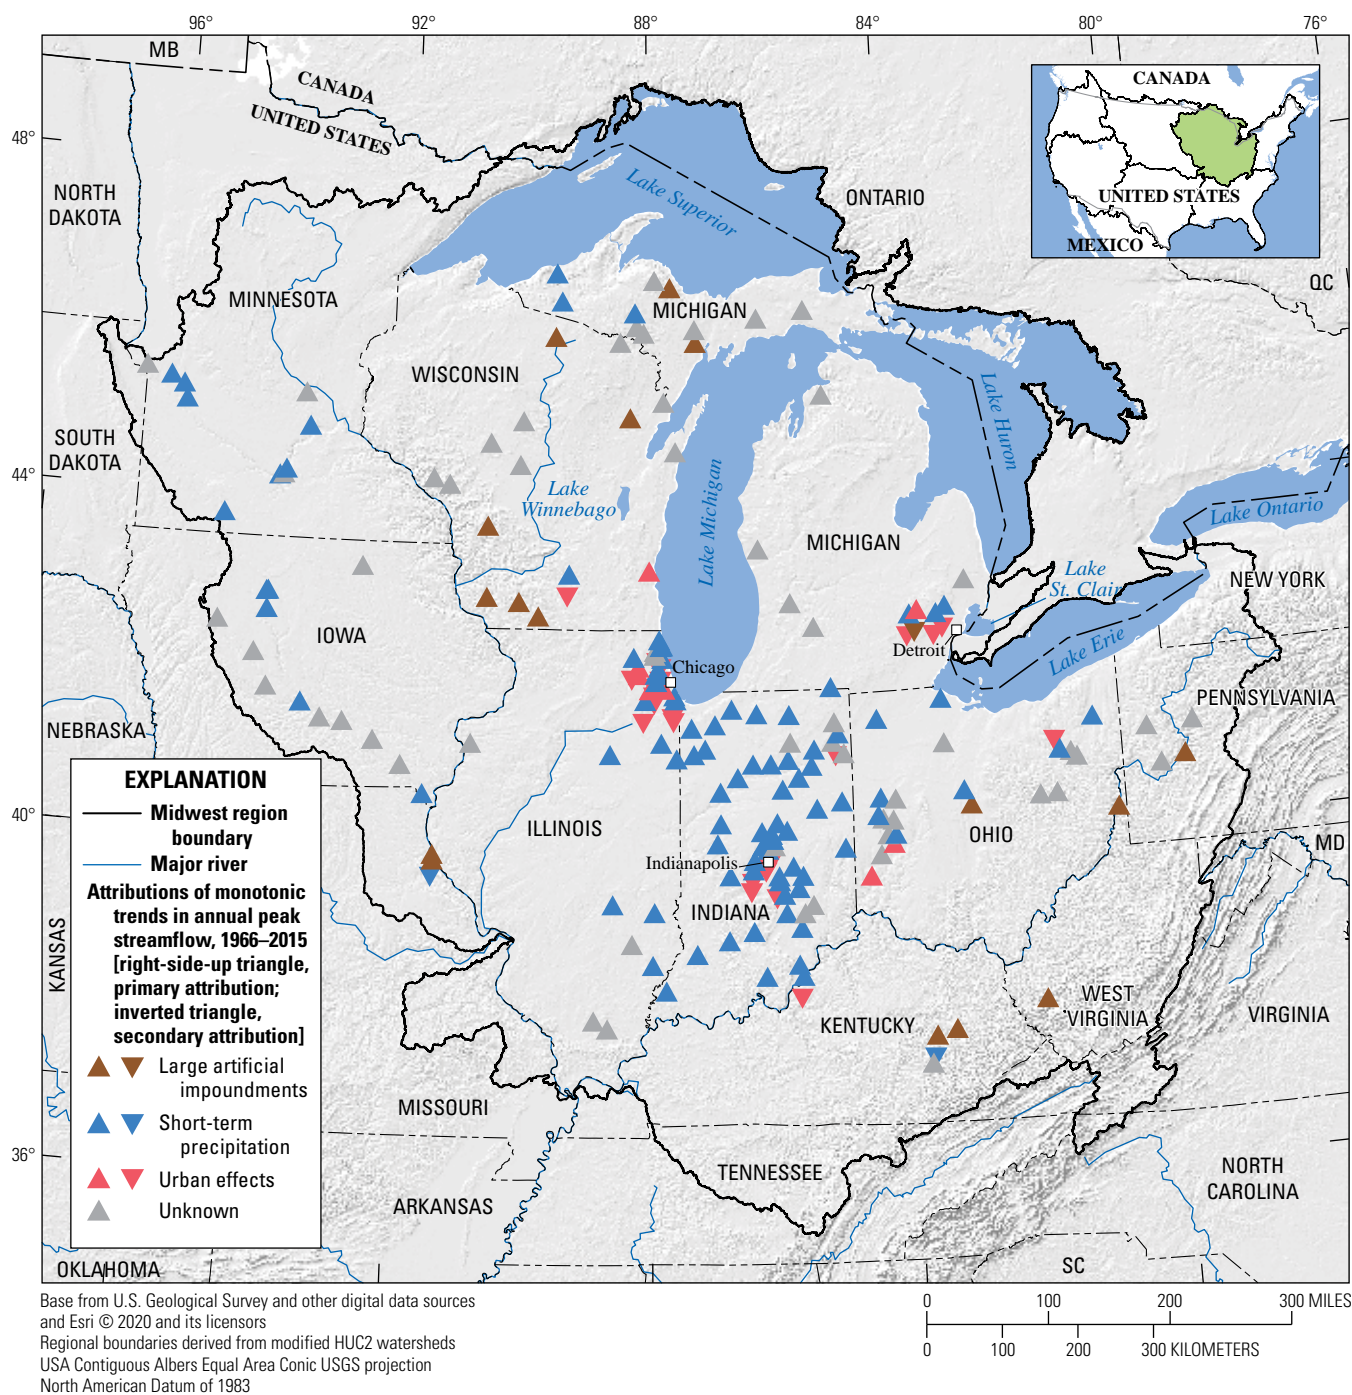 96°
92°
88°
84°
80°
76°
MB
CANADA
UNITED STATES
48°
44°
40°
36°
NORTH
DAKOTA
MINNESOTA
SOUTH
DAKOTA
NEBRASKA
KANSAS
OKLAHOMA
IOWA
WISCONSIN
MICHIGAN
MICHIGAN
ONTARIO
QC
Lake Superior
Lake Michigan
Lake Huron
Lake
Winnebago
Lake
St. Clair
Lake Erie
Lake Ontario
NEW YORK
PENNSYLVANIA
MD
Detroit
Chicago
Indianapolis
ILLINOIS
INDIANA
OHIO
WEST
VIRGINIA
VIRGINIA
KENTUCKY
MISSOURI
TENNESSEE
ARKANSAS
NORTH
CAROLINA
SC
CANADA
UNITED STATES
MEXICO
EXPLANATION
Midwest region
boundary
Major river
Attributions of monotonic
trends in annual peak
streamflow, 1966–2015
[right-side-up triangle,
primary attribution;
inverted triangle,
secondary attribution]
Large artificial
impoundments
Short-term
precipitation
Urban effects
Unknown
Base from U.S. Geological Survey and other digital data sources
and Esri © 2020 and its licensors
Regional boundaries derived from modified HUC2 watersheds
USA Contiguous Albers Equal Area Conic USGS projection
North American Datum of 1983
0 100 200 300 MILES
0 100 200 300 KILOMETERS